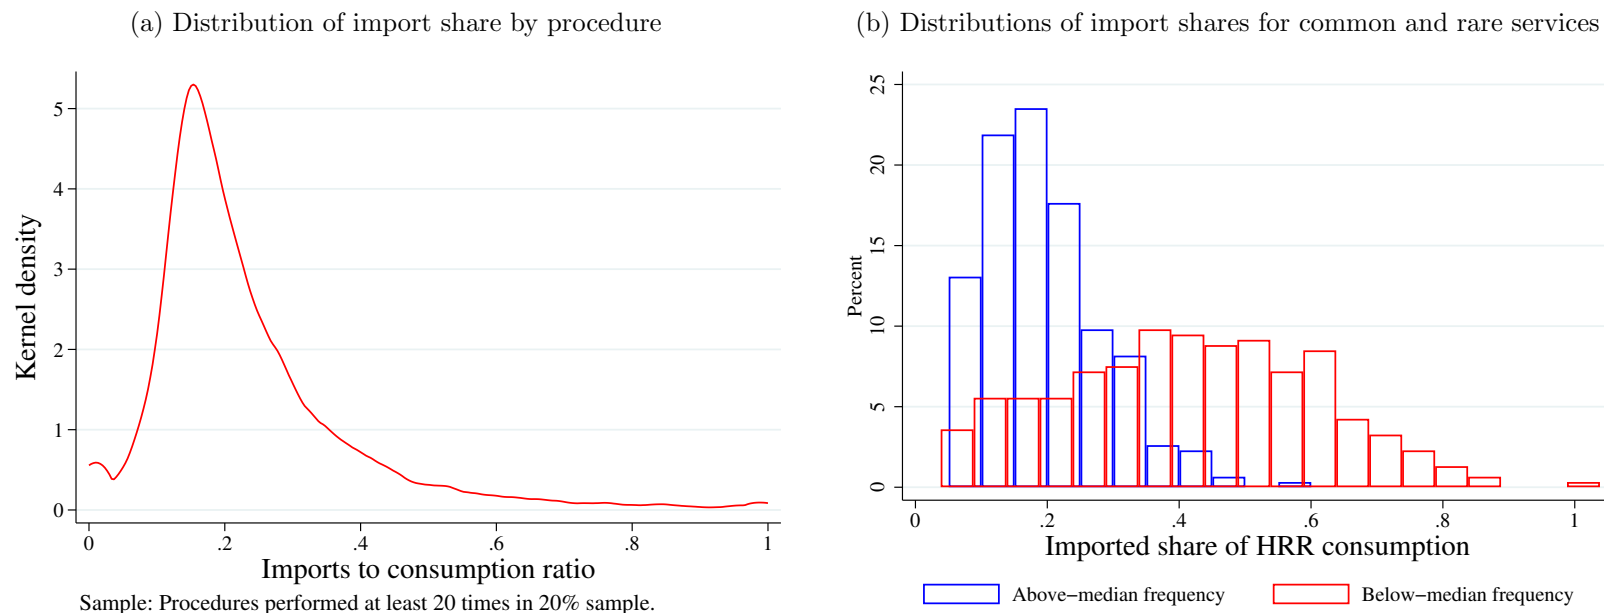 (a) Distribution of import share by procedure
Kernel density
5
4
3
2
1
0
0 .2 .4 .6 .8 1
Imports to consumption ratio
Sample: Procedures performed at least 20 times in 20% sample.
(b) Distributions of import shares for common and rare services
Percent
25
20
15
10
5
0
0 .2 .4 .6 .8 1
Imported share of HRR consumption
Above−median frequency Below−median frequency